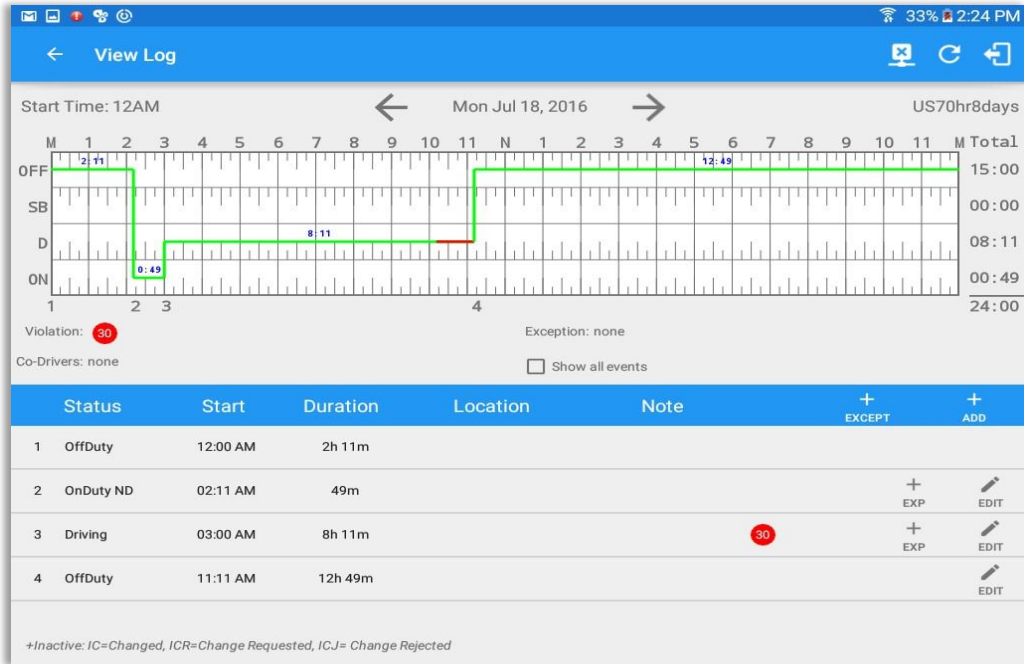 33% 2:24 PM
View Log
Start Time: 12AM Mon Jul 18, 2016 US70hr8days
M 1 2 3 4 5 6 7 8 9 10 11 N 1 2 3 4 5 6 7 8 9 10 11 M Total
2:11 12:49
OFF 15:00
SB 00:00
8:11
D 08:11
0:49
ON 00:49
1 2 3 4 24:00
Violation: 30 Exception: none
Co-Drivers: none Show all events
Status Start Duration Location Note + EXCEPT + ADD
1 OffDuty 12:00 AM 2h 11m
2 OnDuty ND 02:11 AM 49m + EXP EDIT
3 Driving 03:00 AM 8h 11m 30 + EXP EDIT
4 OffDuty 11:11 AM 12h 49m EDIT
+Inactive: IC=Changed, ICR=Change Requested, ICJ= Change Rejected